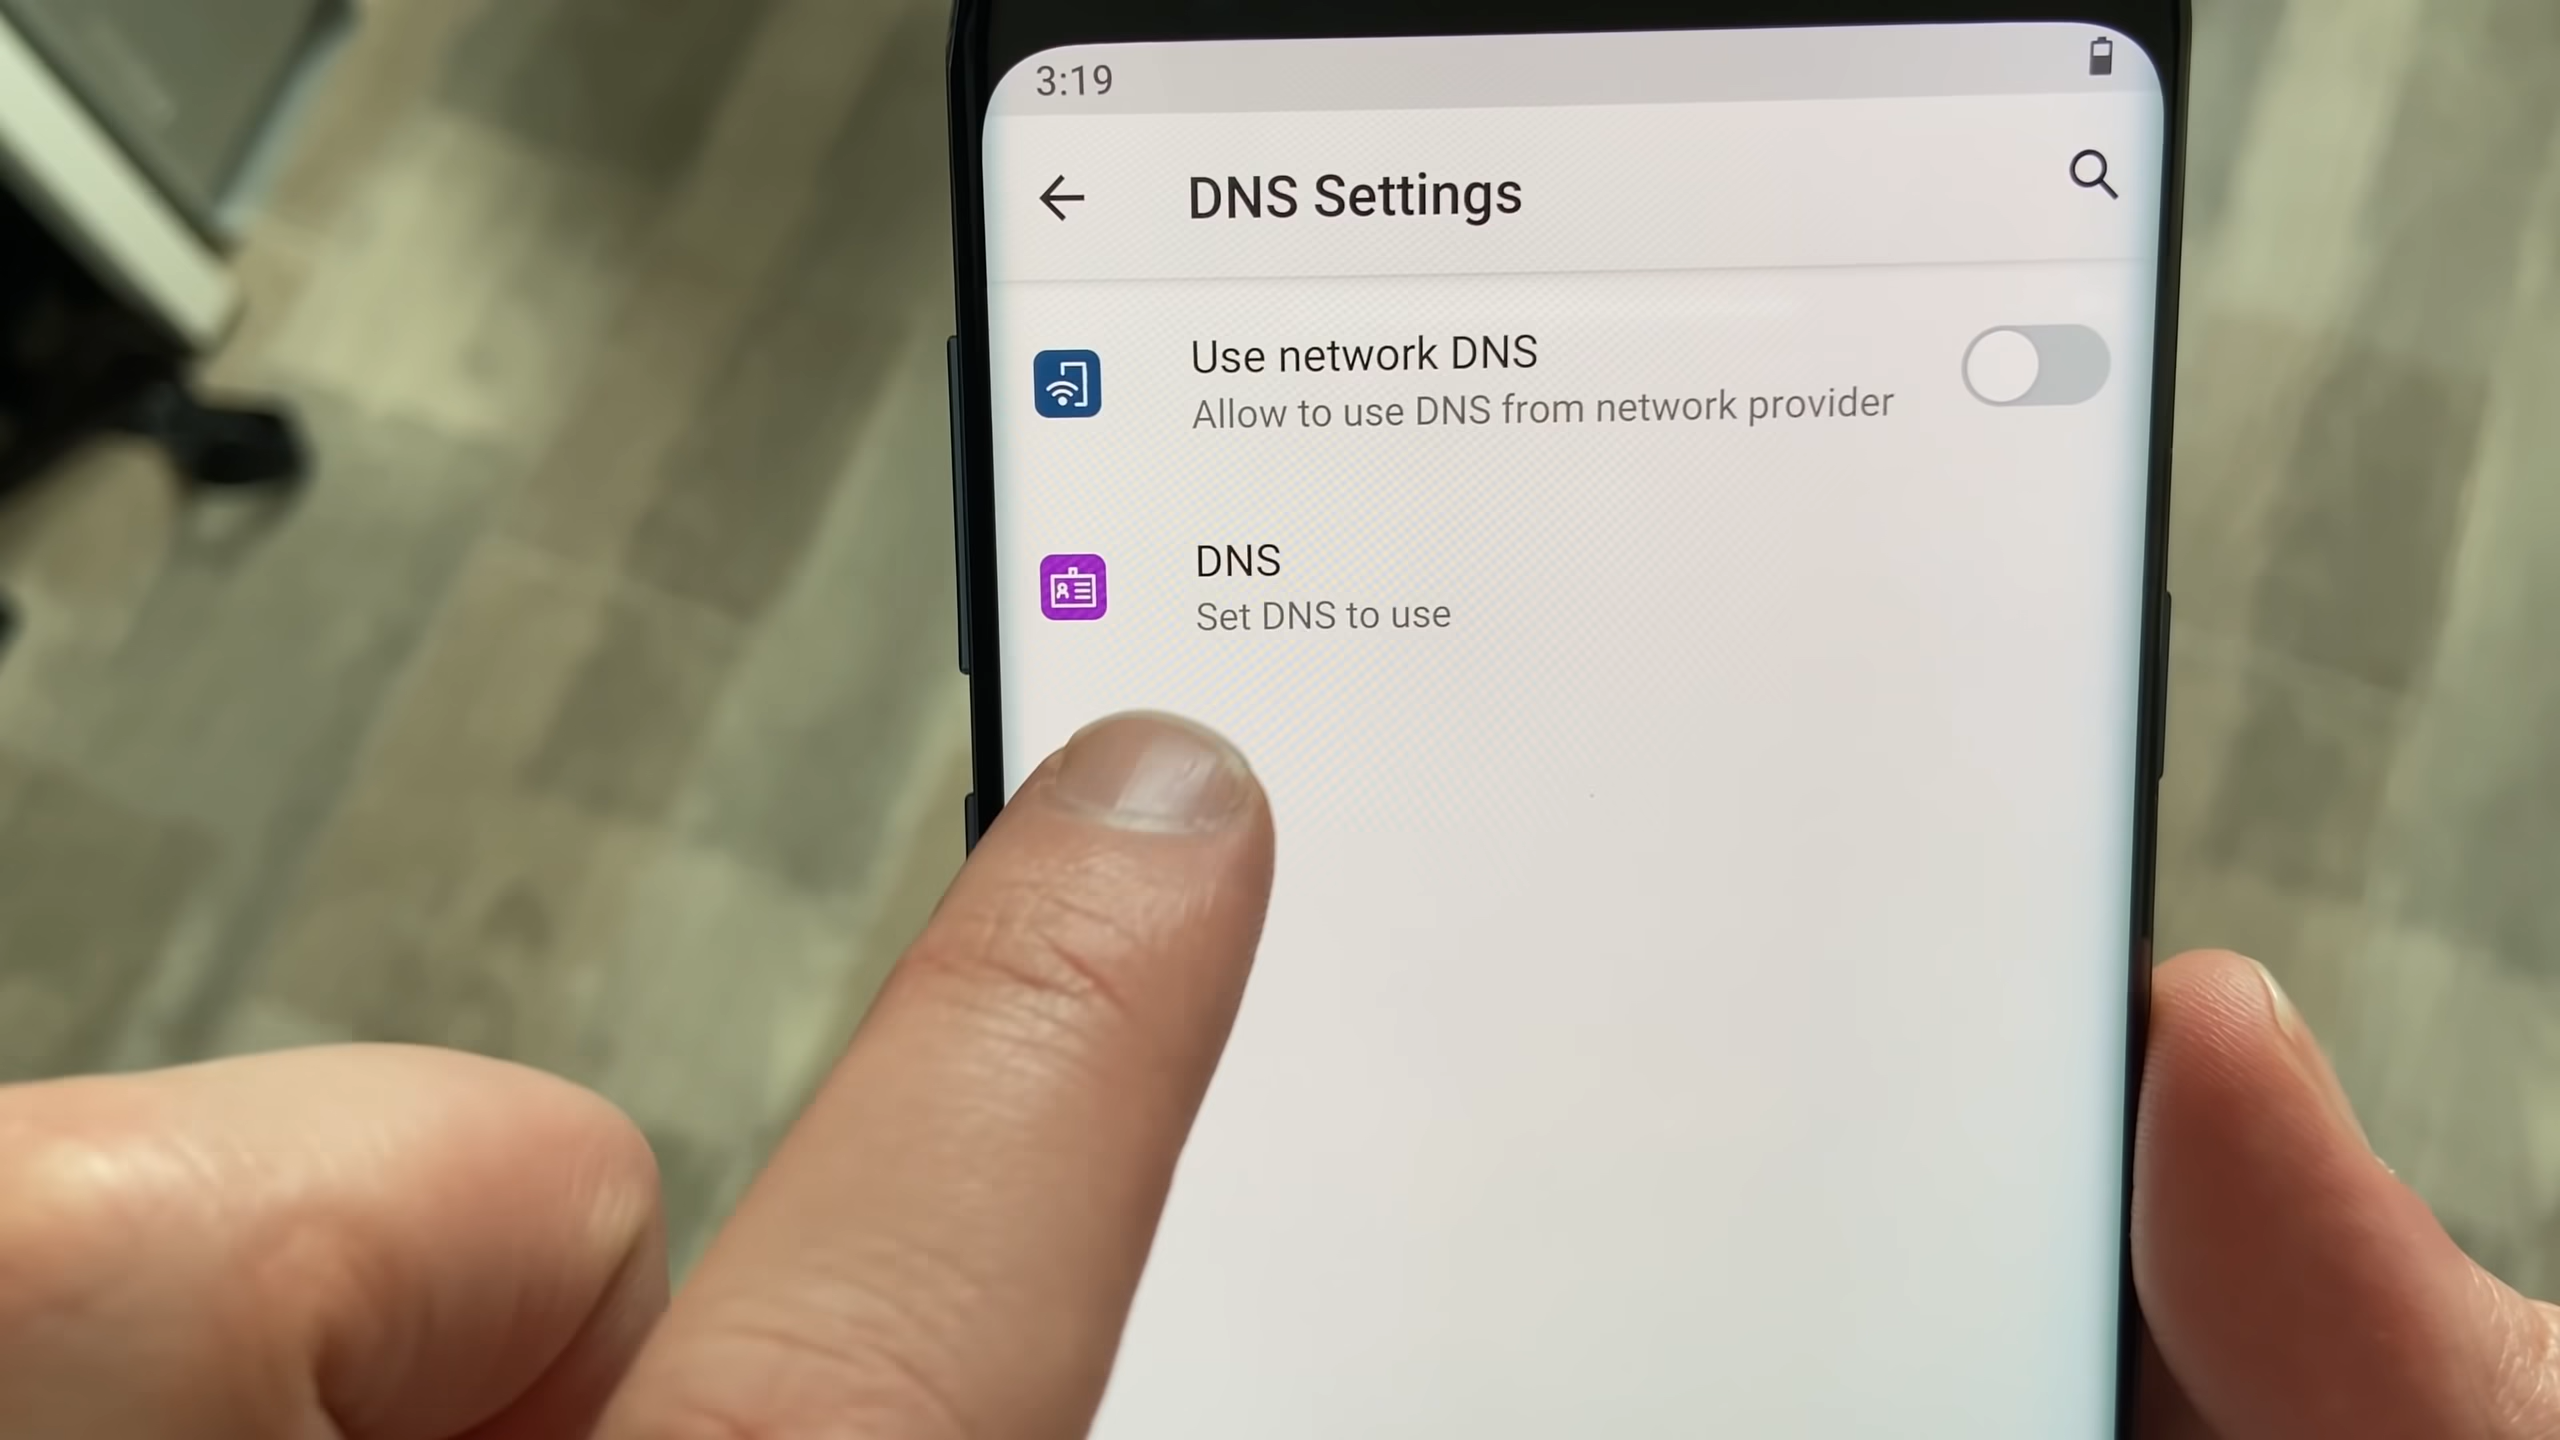 3:19
DNS Settings
Use network DNS
Allow to use DNS from network provider
DNS
Set DNS to use